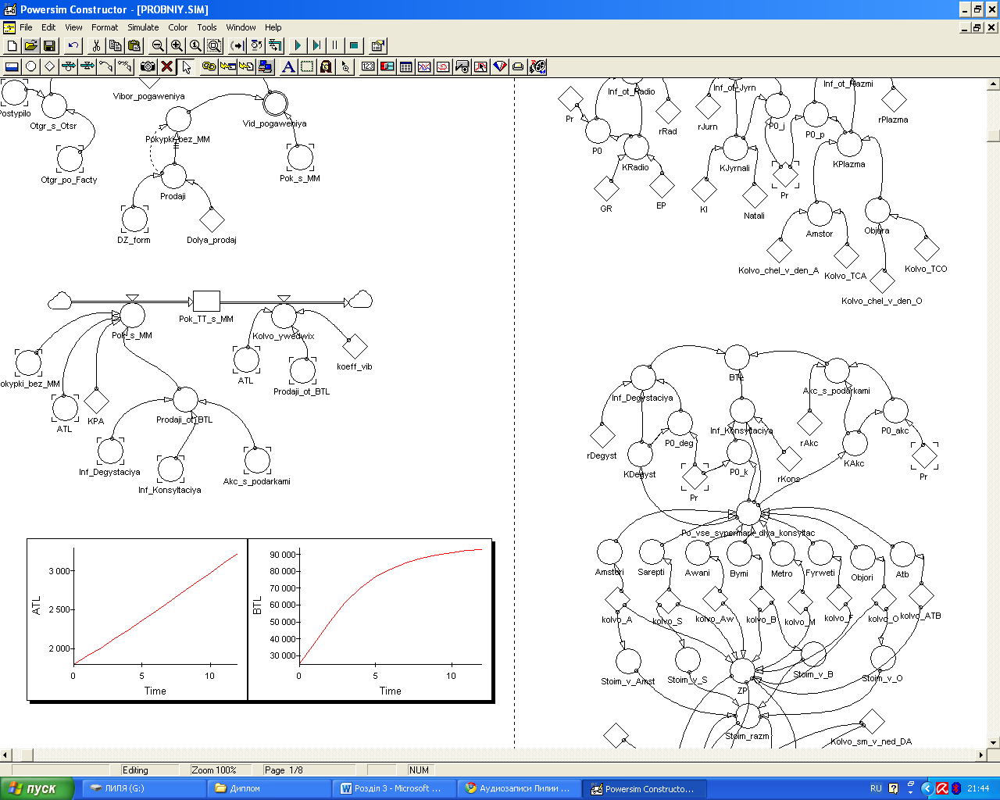 Powersim Constructor - [PROBNIY.SIM]
File Edit View Format Simulate Color Tools Window Help
123
Postypilo
Otgr_s_Otsr
Otgr_po_Facty
Vibor_pogaweniya
Pokypki_bez_MM
Vid_pogaweniya
Pok_s_MM
Prodaji
DZ_form
Dolya_prodaj
Pok_s_MM
Pok_TT_s_MM
Kolvo_ywedwix
okypki_bez_MM
ATL
KPA
Prodaji_ot_BTL
ATL
Prodaji_ot_BTL
koeff_vib
Inf_Degystaciya
Inf_Konsyltaciya
Akc_s_podarkami
ATL
3 000
2 500
2 000
0 5 10
Time
BTL
90 000
80 000
70 000
60 000
50 000
40 000
30 000
0 5 10
Time
Pr
P0
Inf_ot_Radio
rRad
KRadio
GR
EP
Inf_ot_Jyrn
rJurn
P0_j
KJyrnali
KI
Natali
Pr
Inf_ot_Plazmi
P0_p
rPlazma
KPlazma
Amstor
Objora
Kolvo_chel_v_den_A
Kolvo_TCA
Kolvo_chel_v_den_O
Kolvo_TCO
BTL
Inf_Degystaciya
Akc_s_podarkami
Inf_Konsyltaciya
rDegyst
P0_deg
KDegyst
Pr
P0_k
rKons
rAkc
KAkc
P0_akc
Pr
Po_vse_sypermark_dlya_konsyltac
Amstori
Sarepti
Awani
Bymi
Metro
Fyrweti
Objori
Atb
kolvo_A
kolvo_S
kolvo_Aw
kolvo_B
kolvo_M
kolvo_F
kolvo_O
kolvo_ATB
Stoim_v_Amst
Stoim_v_S
ZP
Stoim_v_B
Stoim_v_O
Stoim_razm
Kolvo_sm_v_ned_DA
Editing Zoom 100% Page 1/8 NUM
пуск ЛИЛЯ (G:) Диплом Розділ 3 - Microsoft ... Аудиозаписи Лилии ... Powersim Constructo... RU 21:44